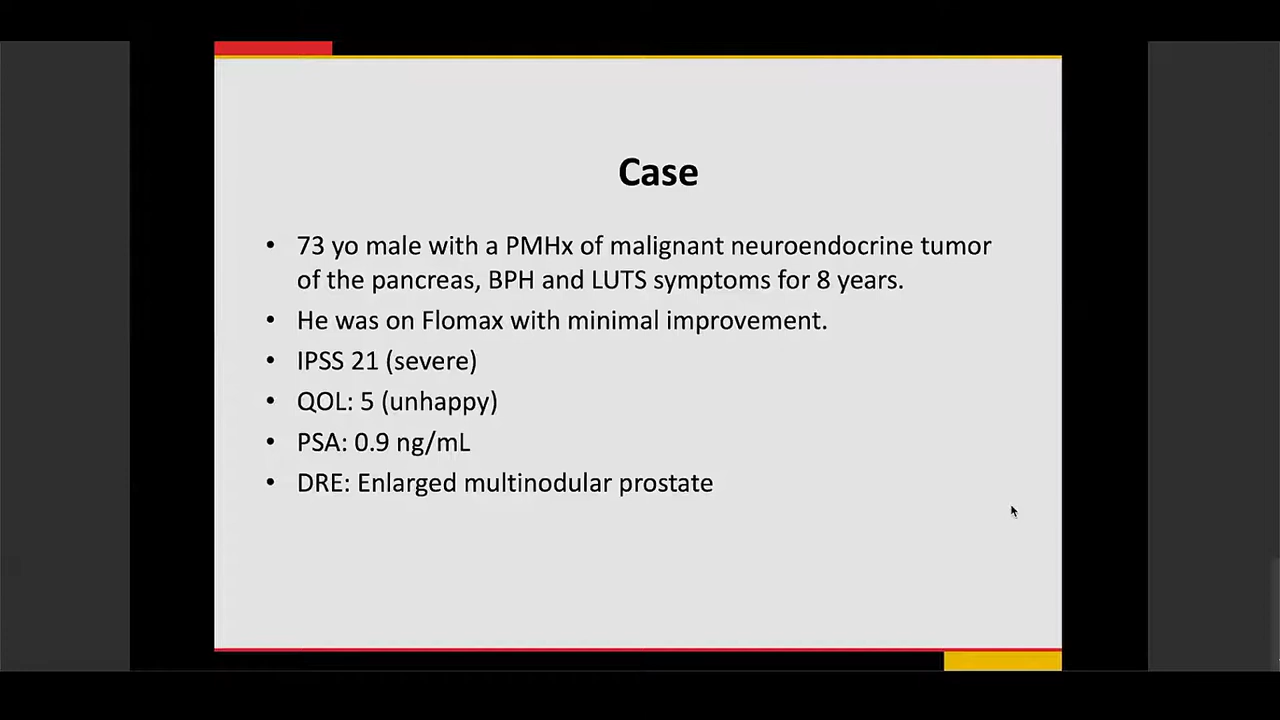 Case
• 73 yo male with a PMHx of malignant neuroendocrine tumor
of the pancreas, BPH and LUTS symptoms for 8 years.
• He was on Flomax with minimal improvement.
• IPSS 21 (severe)
• QOL: 5 (unhappy)
• PSA: 0.9 ng/mL
• DRE: Enlarged multinodular prostate